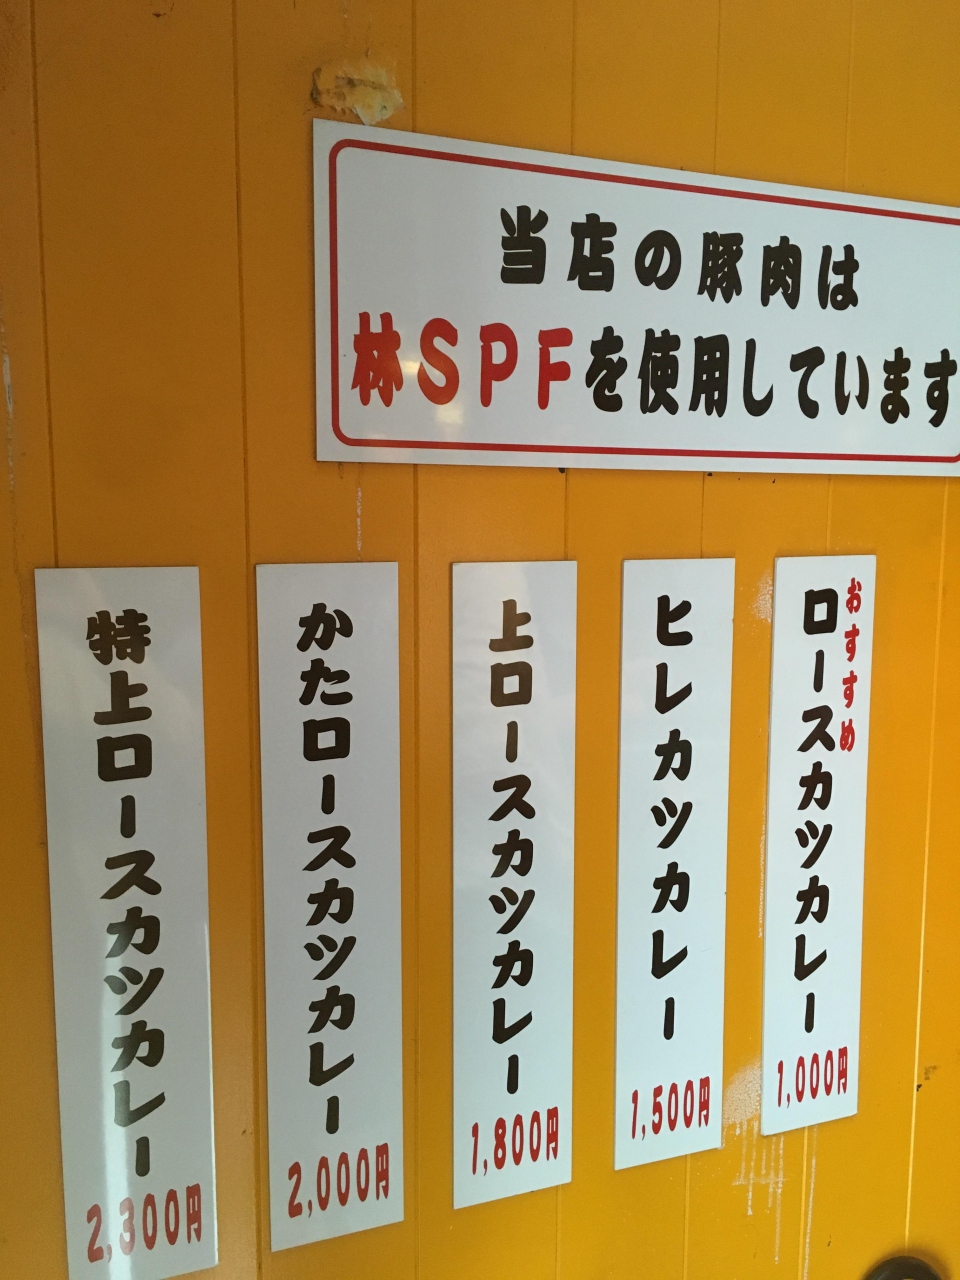 当店の豚肉は
林SPFを使用しています
おすすめ
ロースカツカレー
1,000円
ヒレカツカレー
1,500円
上ロースカツカレー
1,800円
かたロースカツカレー
2,000円
特上ロースカツカレー
2,300円